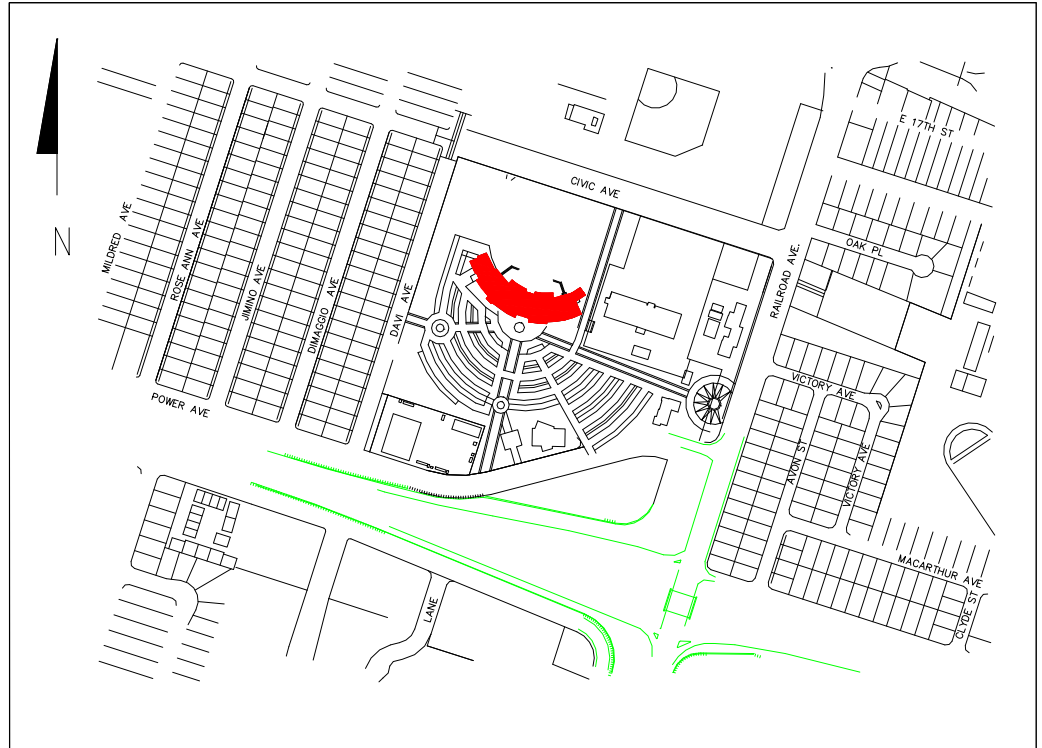 E 17TH ST
CIVIC AVE
N
MILDRED AVE
ROSE ANN AVE
JIMINO AVE
DIMAGGIO AVE
DAVI AVE
RAILROAD AVE.
OAK PL
POWER AVE
VICTORY AVE
AVON ST
VICTORY AVE
MACARTHUR AVE
CLYDE ST
LANE